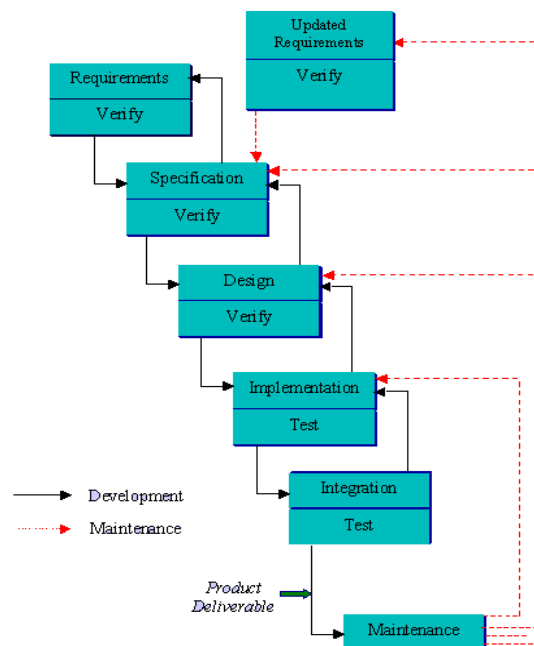 Updated
Requirements
Verify
Requirements
Verify
Specification
Verify
Design
Verify
Implementation
Test
Integration
Test
Development
Maintenance
Product
Deliverable
Maintenance